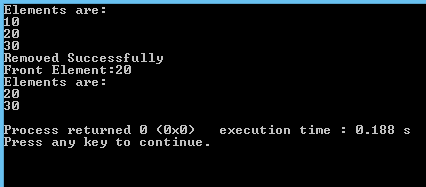 Elements are:
10
20
30
Removed Successfully
Front Element:20
Elements are:
20
30
Process returned 0 (0x0)   execution time : 0.188 s
Press any key to continue.